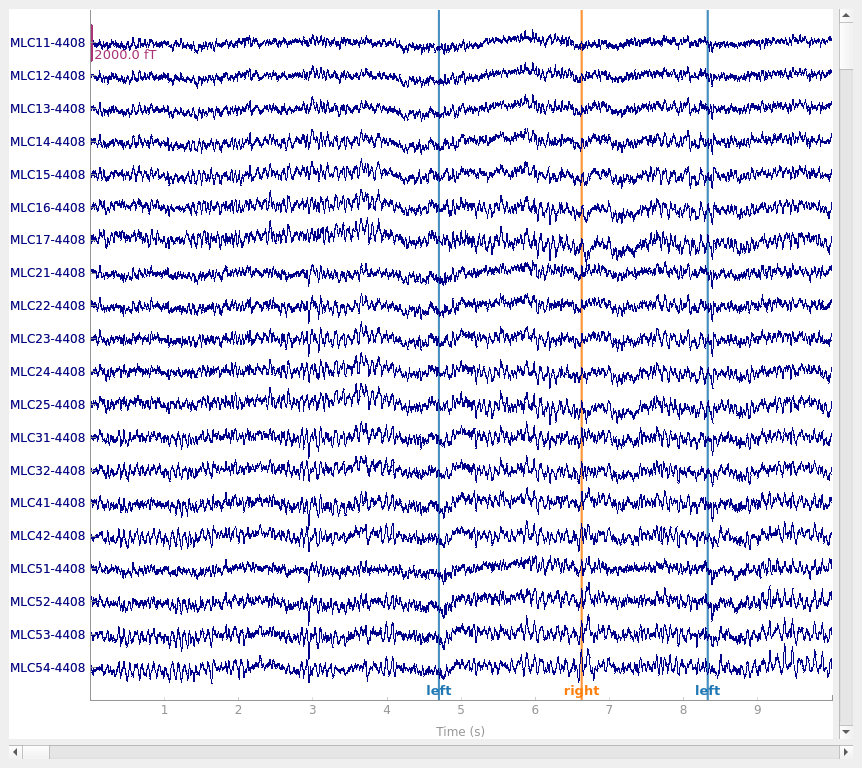 MLC11-4408
2000.0 fT
MLC12-4408
MLC13-4408
MLC14-4408
MLC15-4408
MLC16-4408
MLC17-4408
MLC21-4408
MLC22-4408
MLC23-4408
MLC24-4408
MLC25-4408
MLC31-4408
MLC32-4408
MLC41-4408
MLC42-4408
MLC51-4408
MLC52-4408
MLC53-4408
MLC54-4408
left right left
1 2 3 4 5 6 7 8 9
Time (s)